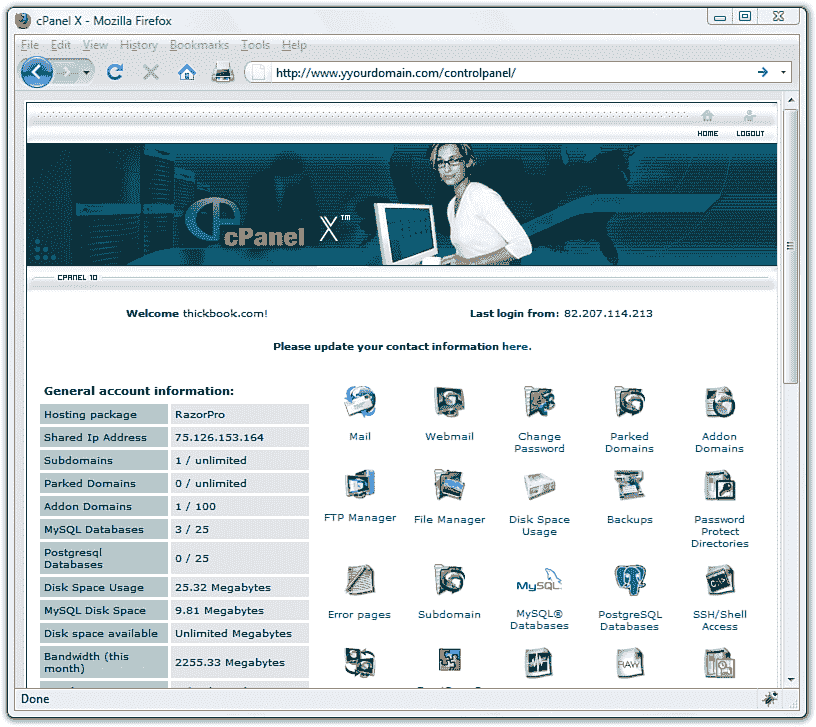 cPanel X - Mozilla Firefox
File Edit View History Bookmarks Tools Help
http://www.yyourdomain.com/controlpanel/
HOME LOGOUT
cPanel X™
CPANEL 10
Welcome thickbook.com! Last login from: 82.207.114.213
Please update your contact information here.
General account information:
Hosting package RazorPro
Shared Ip Address 75.126.153.164
Subdomains 1 / unlimited
Parked Domains 0 / unlimited
Addon Domains 1 / 100
MySQL Databases 3 / 25
Postgresql
Databases
0 / 25
Disk Space Usage 25.32 Megabytes
MySQL Disk Space 9.81 Megabytes
Disk space available Unlimited Megabytes
Bandwidth (this
month)
2255.33 Megabytes
Mail
Webmail
Change
Password
Parked
Domains
Addon
Domains
FTP Manager
File Manager
Disk Space
Usage
Backups
Password
Protect
Directories
Error pages
Subdomain
MySQL
MySQL®
Databases
PostgreSQL
Databases
SSH/Shell
Access
RAW
Done